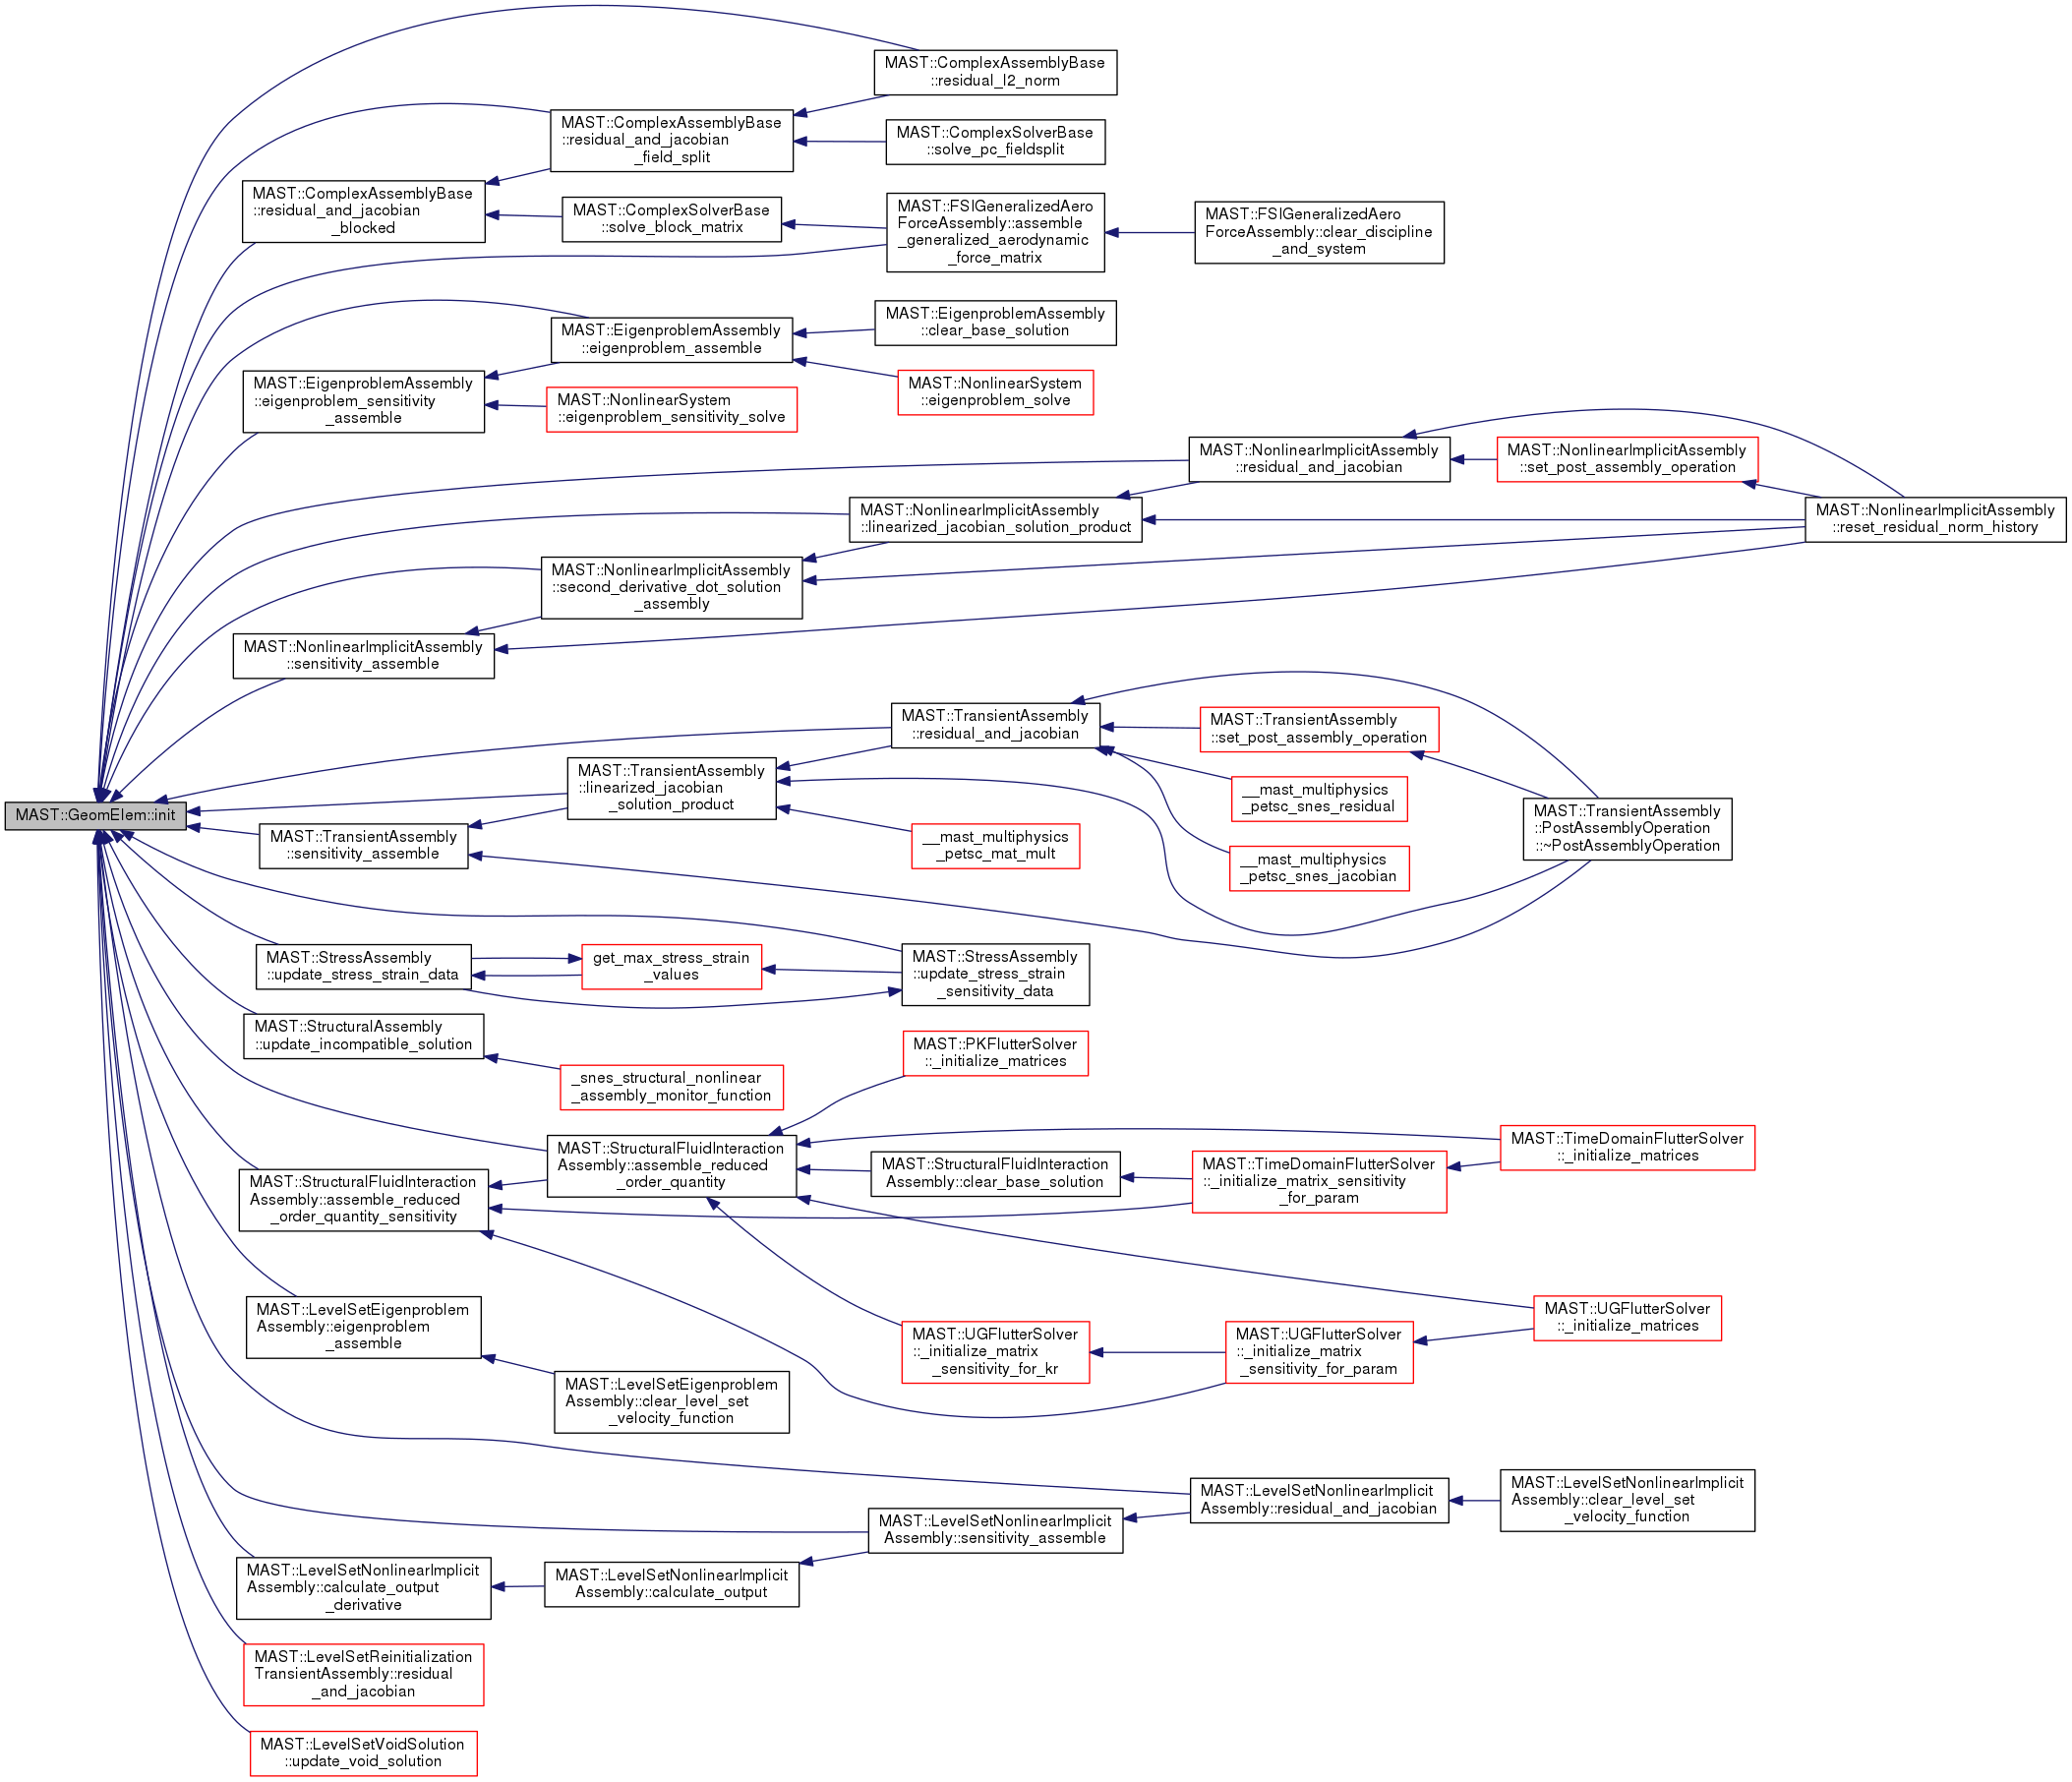 MAST::GeomElem::init
MAST::ComplexAssemblyBase
::residual_l2_norm
MAST::ComplexAssemblyBase
::residual_and_jacobian
_field_split
MAST::ComplexSolverBase
::solve_pc_fieldsplit
MAST::ComplexAssemblyBase
::residual_and_jacobian
_blocked
MAST::ComplexSolverBase
::solve_block_matrix
MAST::FSIGeneralizedAero
ForceAssembly::assemble
_generalized_aerodynamic
_force_matrix
MAST::FSIGeneralizedAero
ForceAssembly::clear_discipline
_and_system
MAST::EigenproblemAssembly
::eigenproblem_assemble
MAST::EigenproblemAssembly
::clear_base_solution
MAST::NonlinearSystem
::eigenproblem_solve
MAST::EigenproblemAssembly
::eigenproblem_sensitivity
_assemble
MAST::NonlinearSystem
::eigenproblem_sensitivity_solve
MAST::NonlinearImplicitAssembly
::residual_and_jacobian
MAST::NonlinearImplicitAssembly
::set_post_assembly_operation
MAST::NonlinearImplicitAssembly
::reset_residual_norm_history
MAST::NonlinearImplicitAssembly
::linearized_jacobian_solution_product
MAST::NonlinearImplicitAssembly
::second_derivative_dot_solution
_assembly
MAST::NonlinearImplicitAssembly
::sensitivity_assemble
MAST::TransientAssembly
::residual_and_jacobian
MAST::TransientAssembly
::set_post_assembly_operation
__mast_multiphysics
_petsc_snes_residual
__mast_multiphysics
_petsc_snes_jacobian
MAST::TransientAssembly
::PostAssemblyOperation
::~PostAssemblyOperation
MAST::TransientAssembly
::linearized_jacobian
_solution_product
__mast_multiphysics
_petsc_mat_mult
MAST::TransientAssembly
::sensitivity_assemble
MAST::StressAssembly
::update_stress_strain_data
get_max_stress_strain
_values
MAST::StressAssembly
::update_stress_strain
_sensitivity_data
MAST::StructuralAssembly
::update_incompatible_solution
_snes_structural_nonlinear
_assembly_monitor_function
MAST::PKFlutterSolver
::_initialize_matrices
MAST::StructuralFluidInteraction
Assembly::assemble_reduced
_order_quantity
MAST::StructuralFluidInteraction
Assembly::clear_base_solution
MAST::TimeDomainFlutterSolver
::_initialize_matrix_sensitivity
_for_param
MAST::TimeDomainFlutterSolver
::_initialize_matrices
MAST::StructuralFluidInteraction
Assembly::assemble_reduced
_order_quantity_sensitivity
MAST::UGFlutterSolver
::_initialize_matrix
_sensitivity_for_kr
MAST::UGFlutterSolver
::_initialize_matrix
_sensitivity_for_param
MAST::UGFlutterSolver
::_initialize_matrices
MAST::LevelSetEigenproblem
Assembly::eigenproblem
_assemble
MAST::LevelSetEigenproblem
Assembly::clear_level_set
_velocity_function
MAST::LevelSetNonlinearImplicit
Assembly::residual_and_jacobian
MAST::LevelSetNonlinearImplicit
Assembly::clear_level_set
_velocity_function
MAST::LevelSetNonlinearImplicit
Assembly::sensitivity_assemble
MAST::LevelSetNonlinearImplicit
Assembly::calculate_output
_derivative
MAST::LevelSetNonlinearImplicit
Assembly::calculate_output
MAST::LevelSetReinitialization
TransientAssembly::residual
_and_jacobian
MAST::LevelSetVoidSolution
::update_void_solution